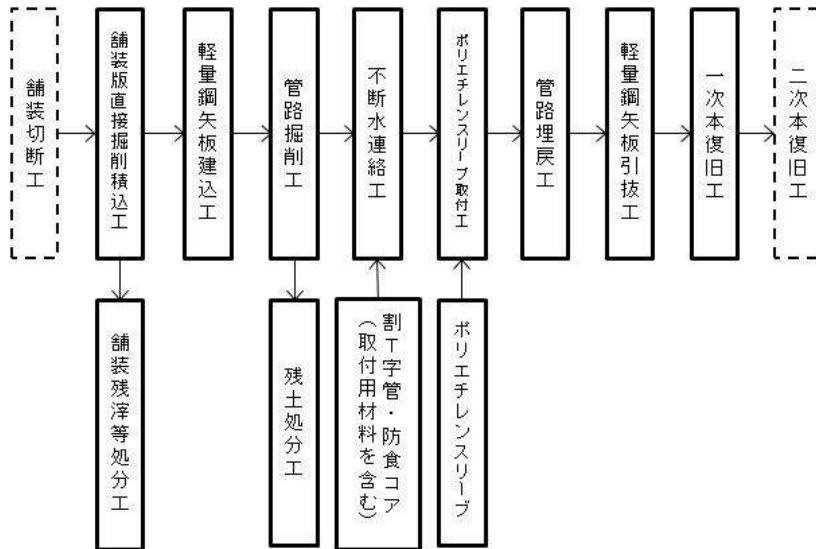 舗装切断工
舗装版直接掘削積込工
軽量鋼矢板建込工
管路掘削工
不断水連絡工
ポリエチレンスリーブ取付工
管路埋戻工
軽量鋼矢板引抜工
一次本復旧工
二次本復旧工
舗装残滓等処分工
残土処分工
割T字管・防食コア
(取付用材料を含む)
ポリエチレンスリーブ